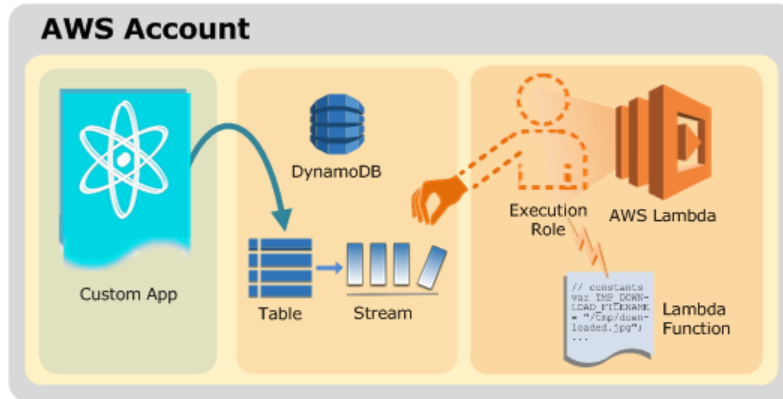 AWS Account
Custom App
DynamoDB
Table
Stream
Execution
Role
AWS Lambda
// constants
var IMP_DOWN-
LOAD_FILENAME
= "/tmp/down-
loaded.jpg";
...
Lambda
Function